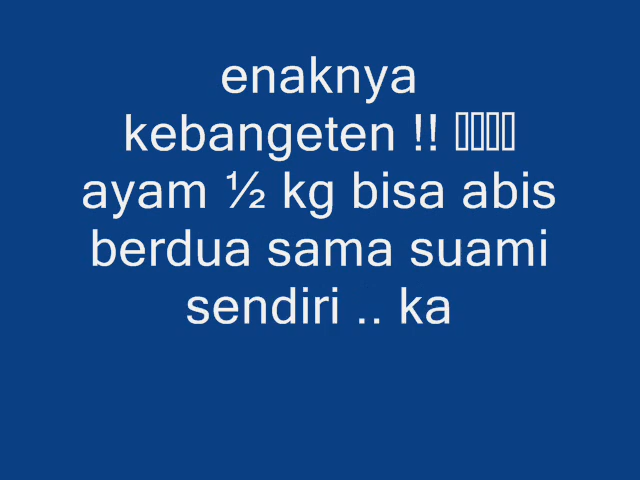 enaknya
kebangeten !! ▯▯▯▯
ayam ½ kg bisa abis
berdua sama suami
sendiri .. ka